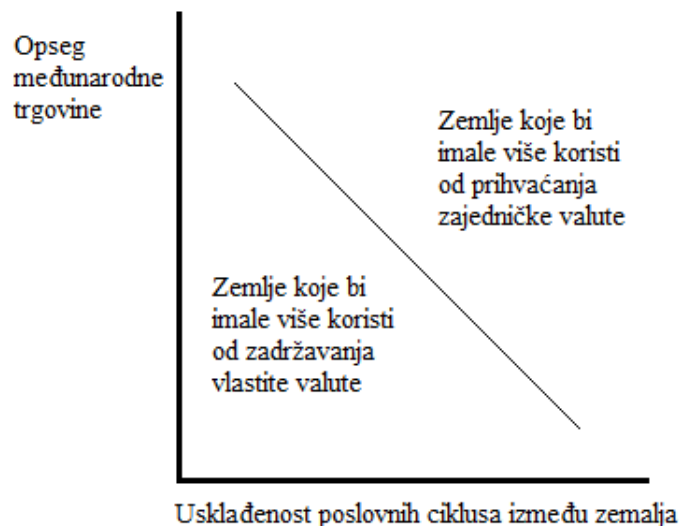 Opseg
međunarodne
trgovine
Zemlje koje bi
imale više koristi
od prihvaćanja
zajedničke valute
Zemlje koje bi
imale više koristi
od zadržavanja
vlastite valute
Usklađenost poslovnih ciklusa između zemalja